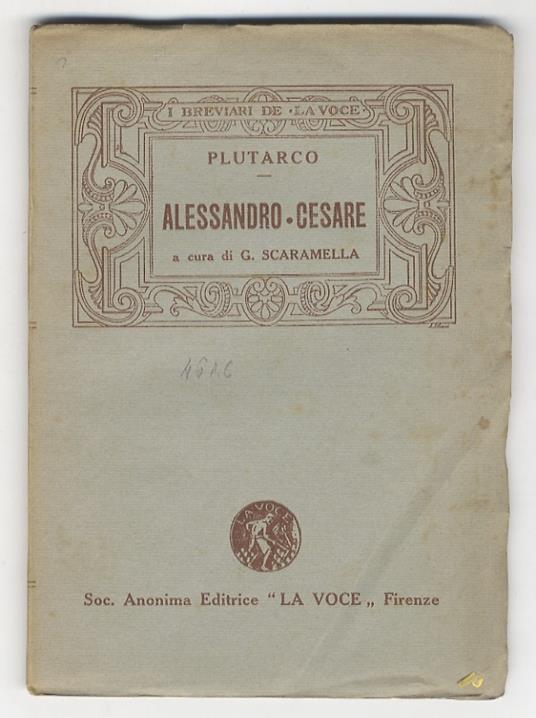 I BREVIARI DE •LA VOCE•
PLUTARCO
ALESSANDRO•CESARE
a cura di G. SCARAMELLA
LA VOCE
Soc. Anonima Editrice "LA VOCE„ Firenze